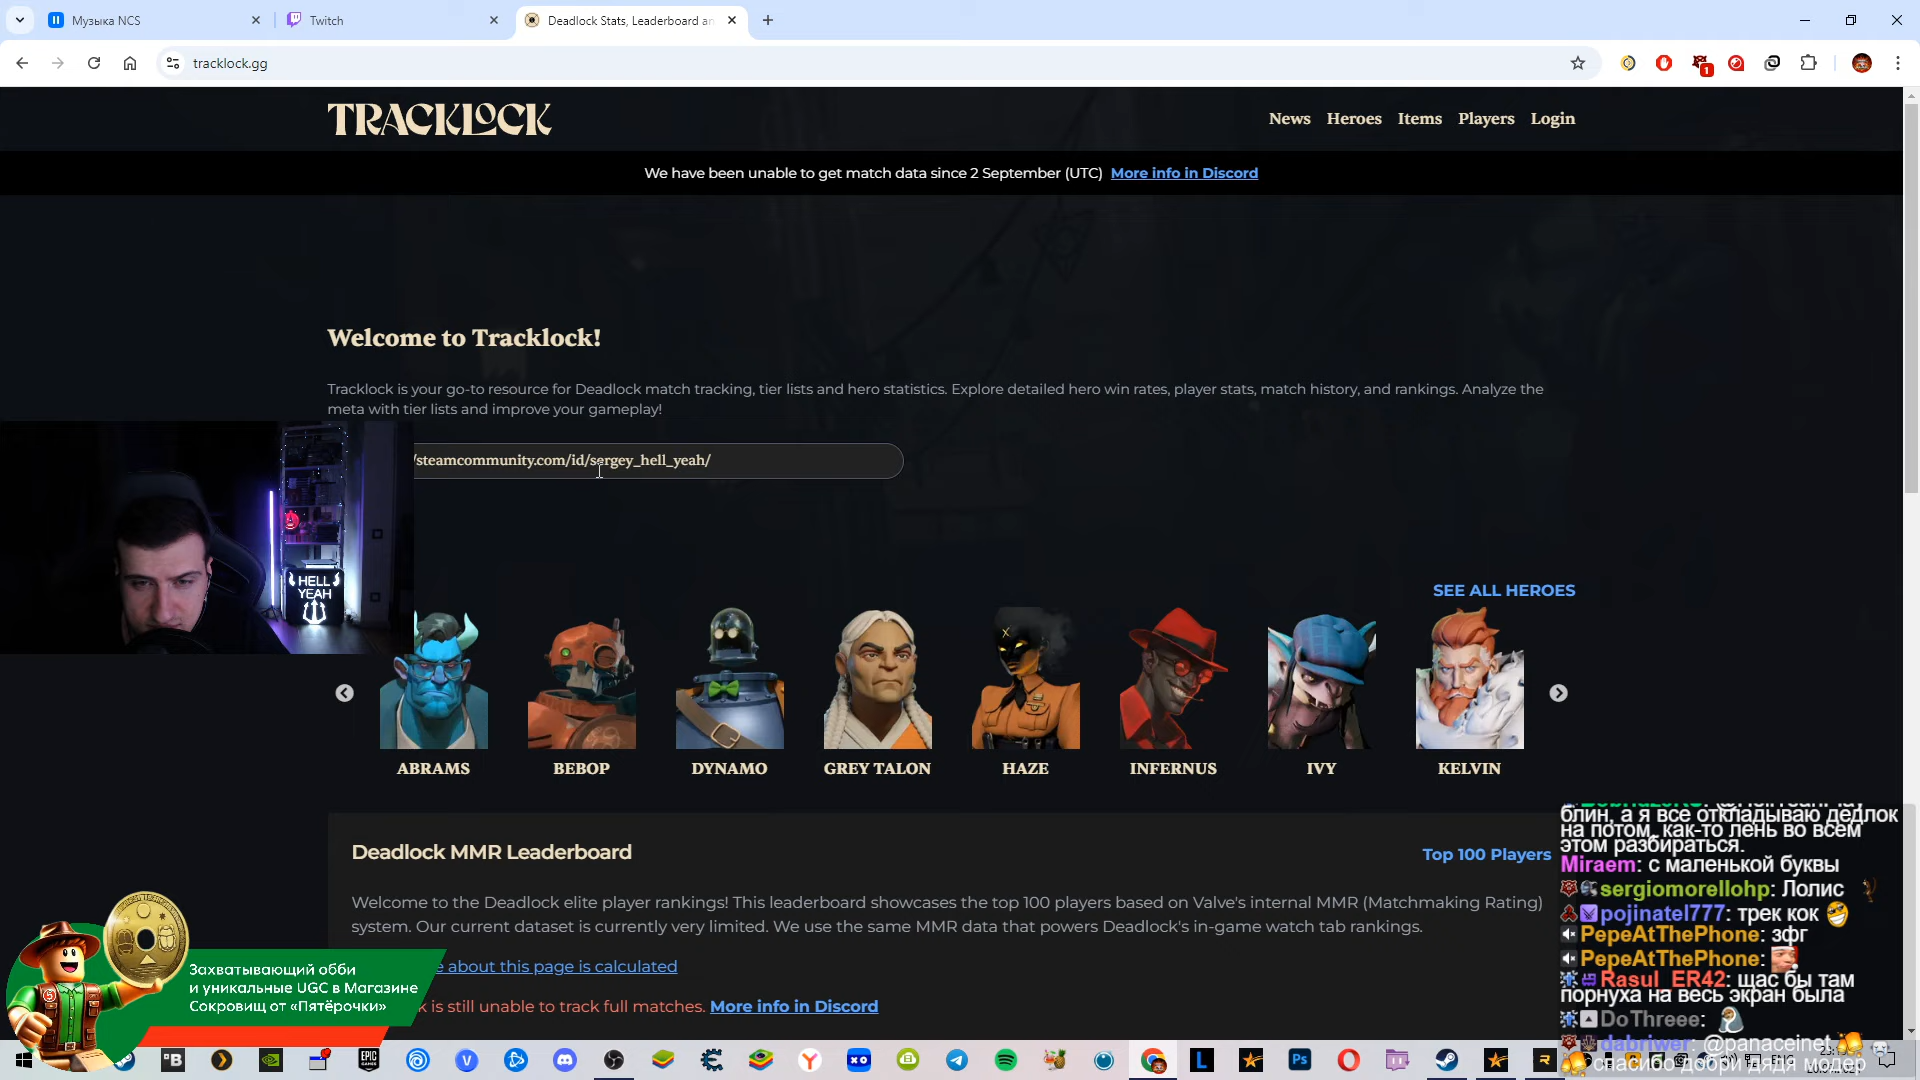 Музыка NCS
Twitch
Deadlock Stats, Leaderboard an
tracklock.gg
1
TRACKLOCK
News Heroes Items Players Login
We have been unable to get match data since 2 September (UTC) More info in Discord
Welcome to Tracklock!
Tracklock is your go-to resource for Deadlock match tracking, tier lists and hero statistics. Explore detailed hero win rates, player stats, match history, and rankings. Analyze the
meta with tier lists and improve your gameplay!
/steamcommunity.com/id/sergey_hell_yeah/
HELL
YEAH
SEE ALL HEROES
ABRAMS BEBOP DYNAMO GREY TALON HAZE INFERNUS IVY KELVIN
Deadlock MMR Leaderboard
Top 100 Players
Welcome to the Deadlock elite player rankings! This leaderboard showcases the top 100 players based on Valve's internal MMR (Matchmaking Rating)
system. Our current dataset is currently very limited. We use the same MMR data that powers Deadlock's in-game watch tab rankings.
e about this page is calculated
k is still unable to track full matches. More info in Discord
Захватывающий обби
и уникальные UGC в Магазине
Сокровищ от «Пятёрочки»
блин, а я все откладываю дедлок
на потом, как-то лень во всем
этом разбираться.
Miraem: с маленькой буквы
sergiomorellohp: Лолис
pojinatel777: трек кок
PepeAtThePhone: зфг
PepeAtThePhone:
Rasul_ER42: щас бы там
порнуха на весь экран была
DoThreee:
dabriwer: @panaceinet
спасибо добри дядя модер